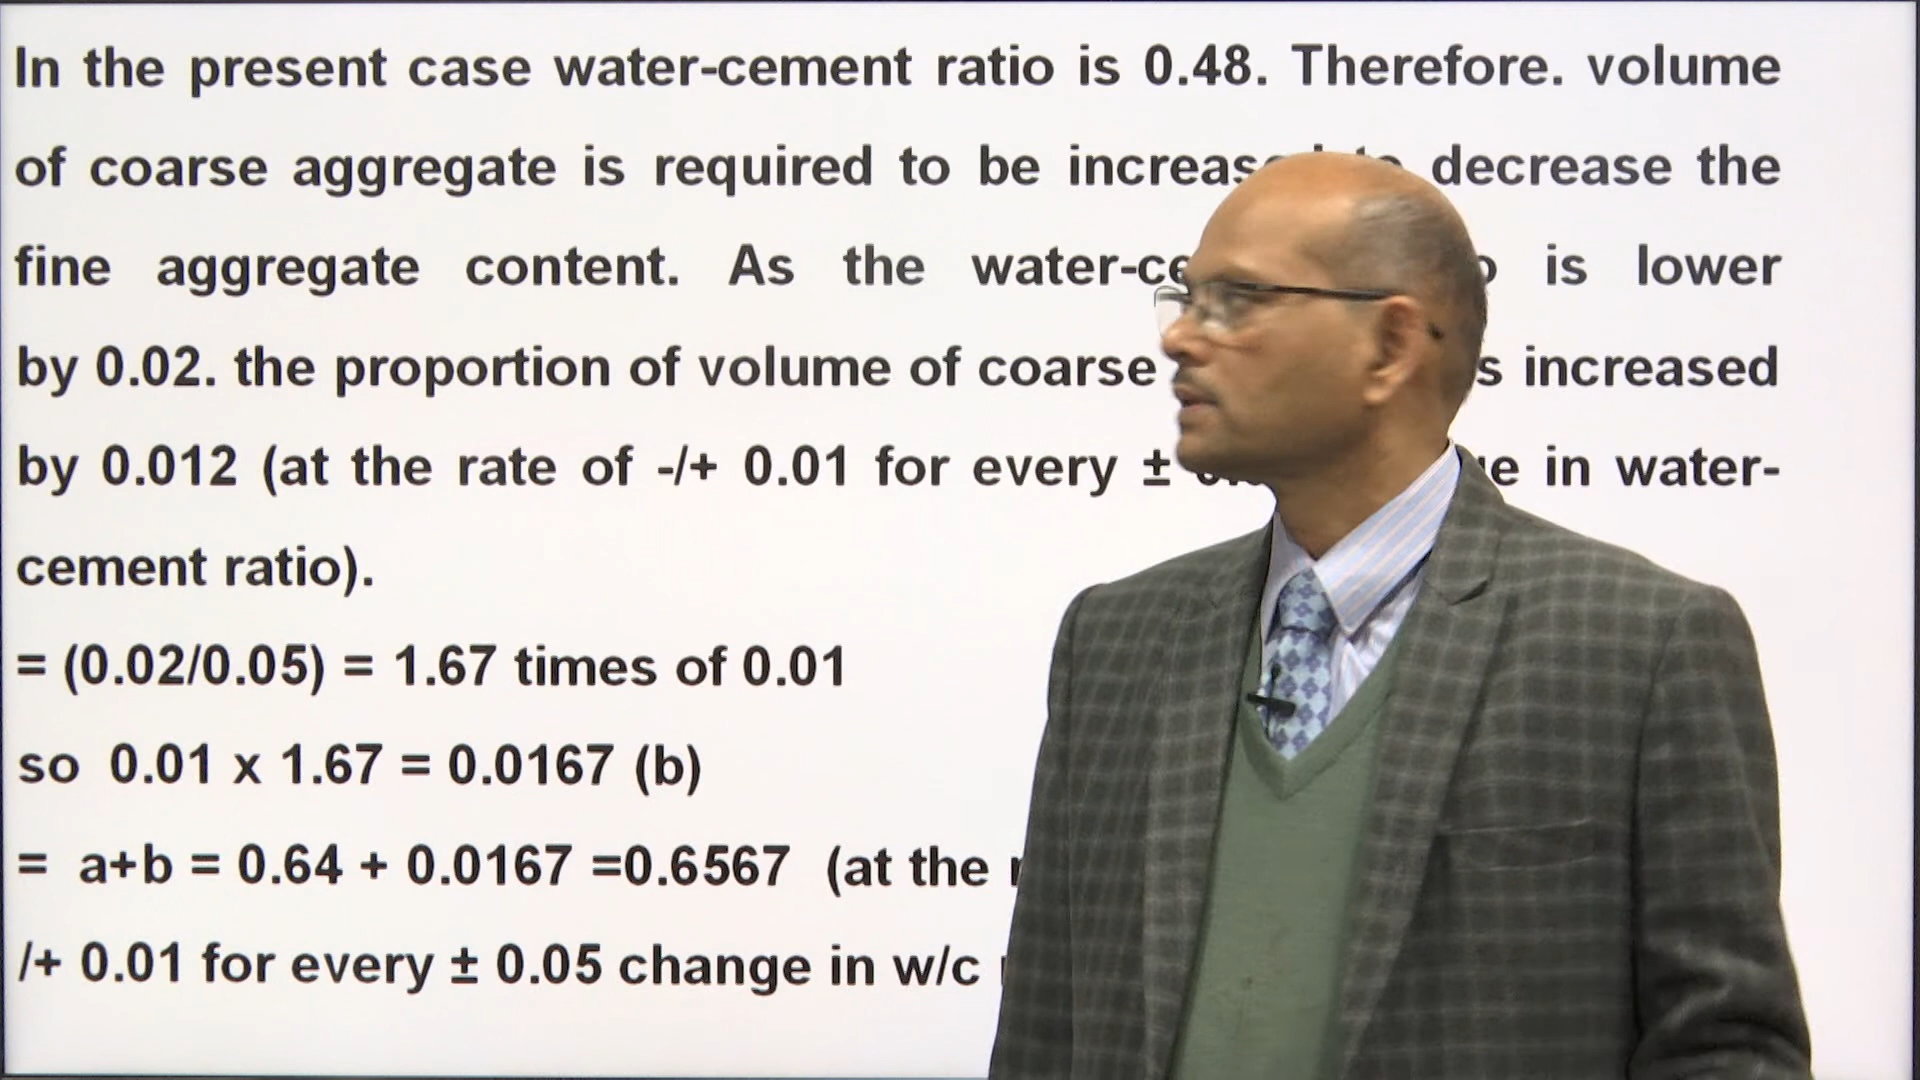 In the present case water-cement ratio is 0.48. Therefore. volume
of coarse aggregate is required to be decrease the
fine aggregate content. As the is lower
by 0.02. the proportion of volume of coarse increased
by 0.012 (at the rate of -/+ 0.01 for every ± in water-
cement ratio).
= (0.02/0.05) = 1.67 times of 0.01
so 0.01 x 1.67 = 0.0167 (b)
= a+b = 0.64 + 0.0167 =0.6567 (at the
/+ 0.01 for every ± 0.05 change in w/c